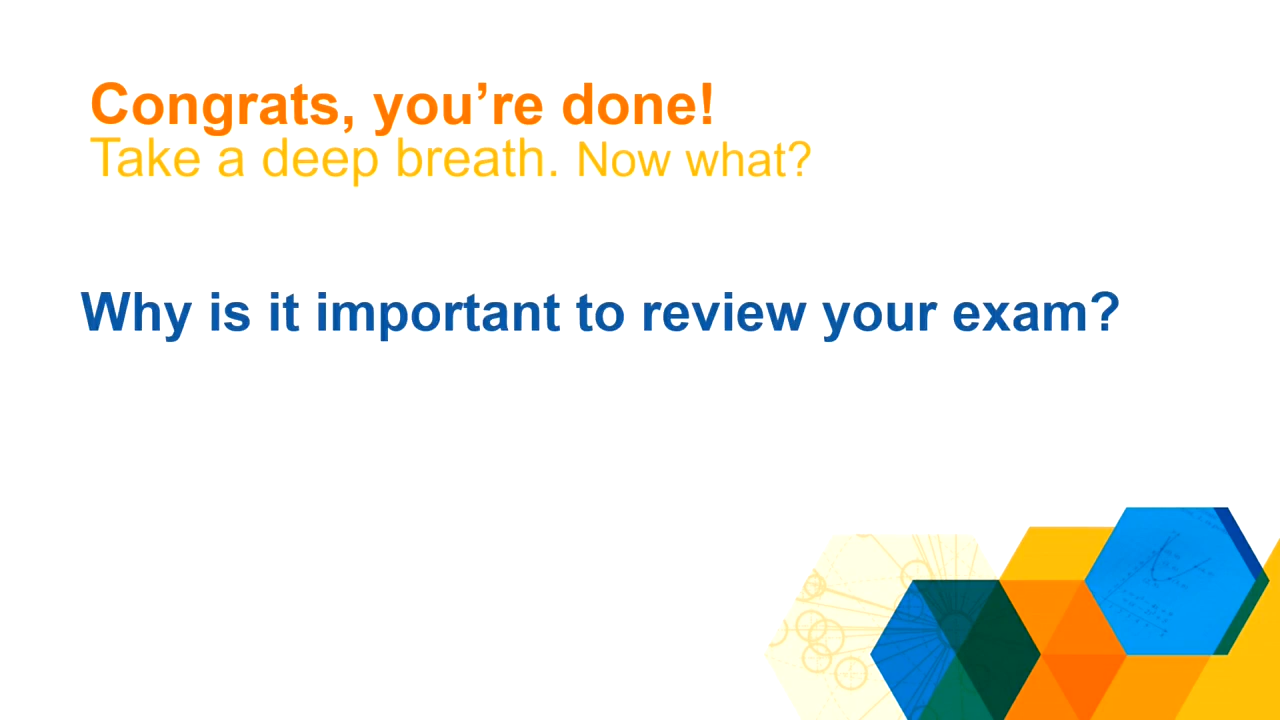 Congrats, you’re done!
Take a deep breath. Now what?
Why is it important to review your exam?